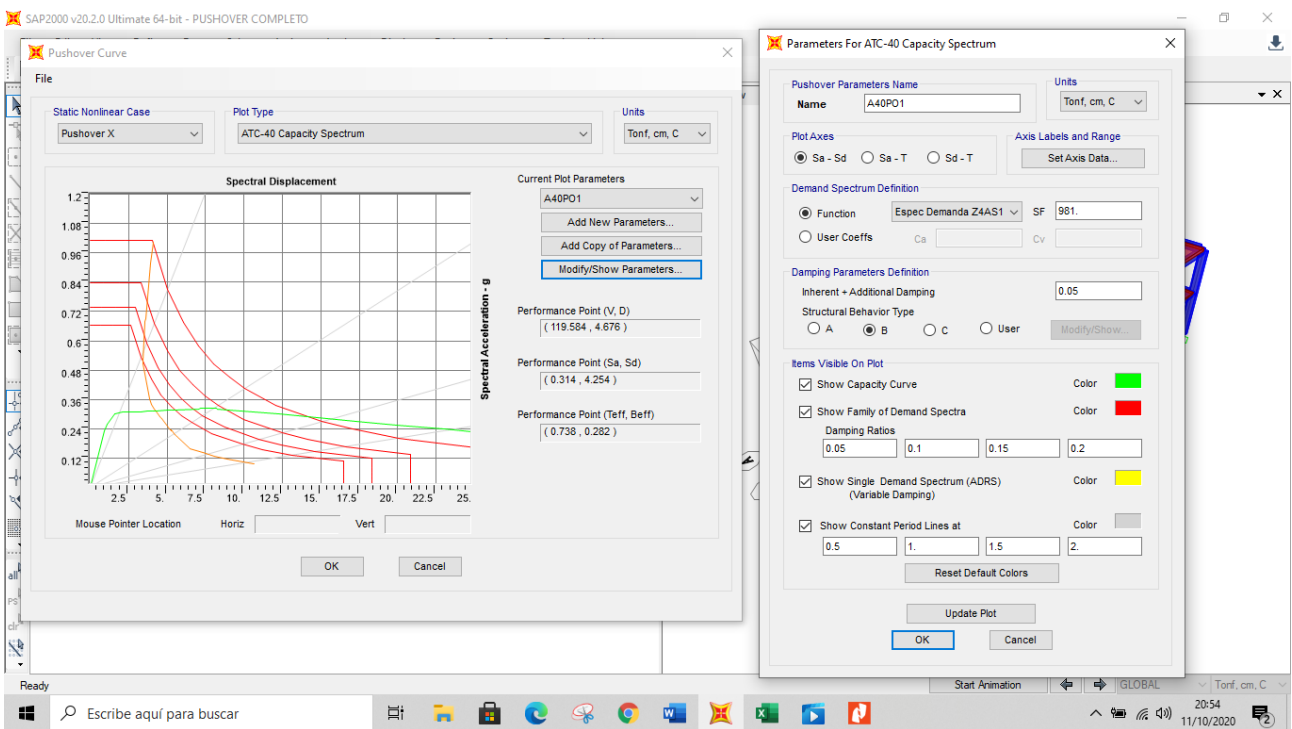 SAP2000 v20.2.0 Ultimate 64-bit - PUSHOVER COMPLETO
Pushover Curve
File
Static Nonlinear Case
Pushover X
Plot Type
ATC-40 Capacity Spectrum
Units
Tonf, cm, C
Spectral Displacement
1.2
1.08
0.96
0.84
0.72
0.6
0.48
0.36
0.24
0.12
2.5 5. 7.5 10. 12.5 15. 17.5 20. 22.5 25.
Spectral Acceleration - g
Mouse Pointer Location Horiz Vert
Current Plot Parameters
A40PO1
Add New Parameters...
Add Copy of Parameters...
Modify/Show Parameters...
Performance Point (V, D)
( 119.584 , 4.676 )
Performance Point (Sa, Sd)
( 0.314 , 4.254 )
Performance Point (Teff, Beff)
( 0.738 , 0.282 )
OK Cancel
Parameters For ATC-40 Capacity Spectrum
Pushover Parameters Name
Name A40PO1
Units
Tonf, cm, C
Plot Axes
Sa - Sd Sa - T Sd - T
Axis Labels and Range
Set Axis Data...
Demand Spectrum Definition
Function Espec Demanda Z4AS1 SF 981.
User Coeffs Ca Cv
Damping Parameters Definition
Inherent + Additional Damping 0.05
Structural Behavior Type
A B C User Modify/Show...
Items Visible On Plot
Show Capacity Curve Color
Show Family of Demand Spectra Color
Damping Ratios
0.05 0.1 0.15 0.2
Show Single Demand Spectrum (ADRS) Color
(Variable Damping)
Show Constant Period Lines at Color
0.5 1. 1.5 2.
Reset Default Colors
Update Plot
OK Cancel
all
PS
clr
Ready
Start Animation
GLOBAL
Tonf, cm, C
Escribe aquí para buscar
20:54
11/10/2020
2